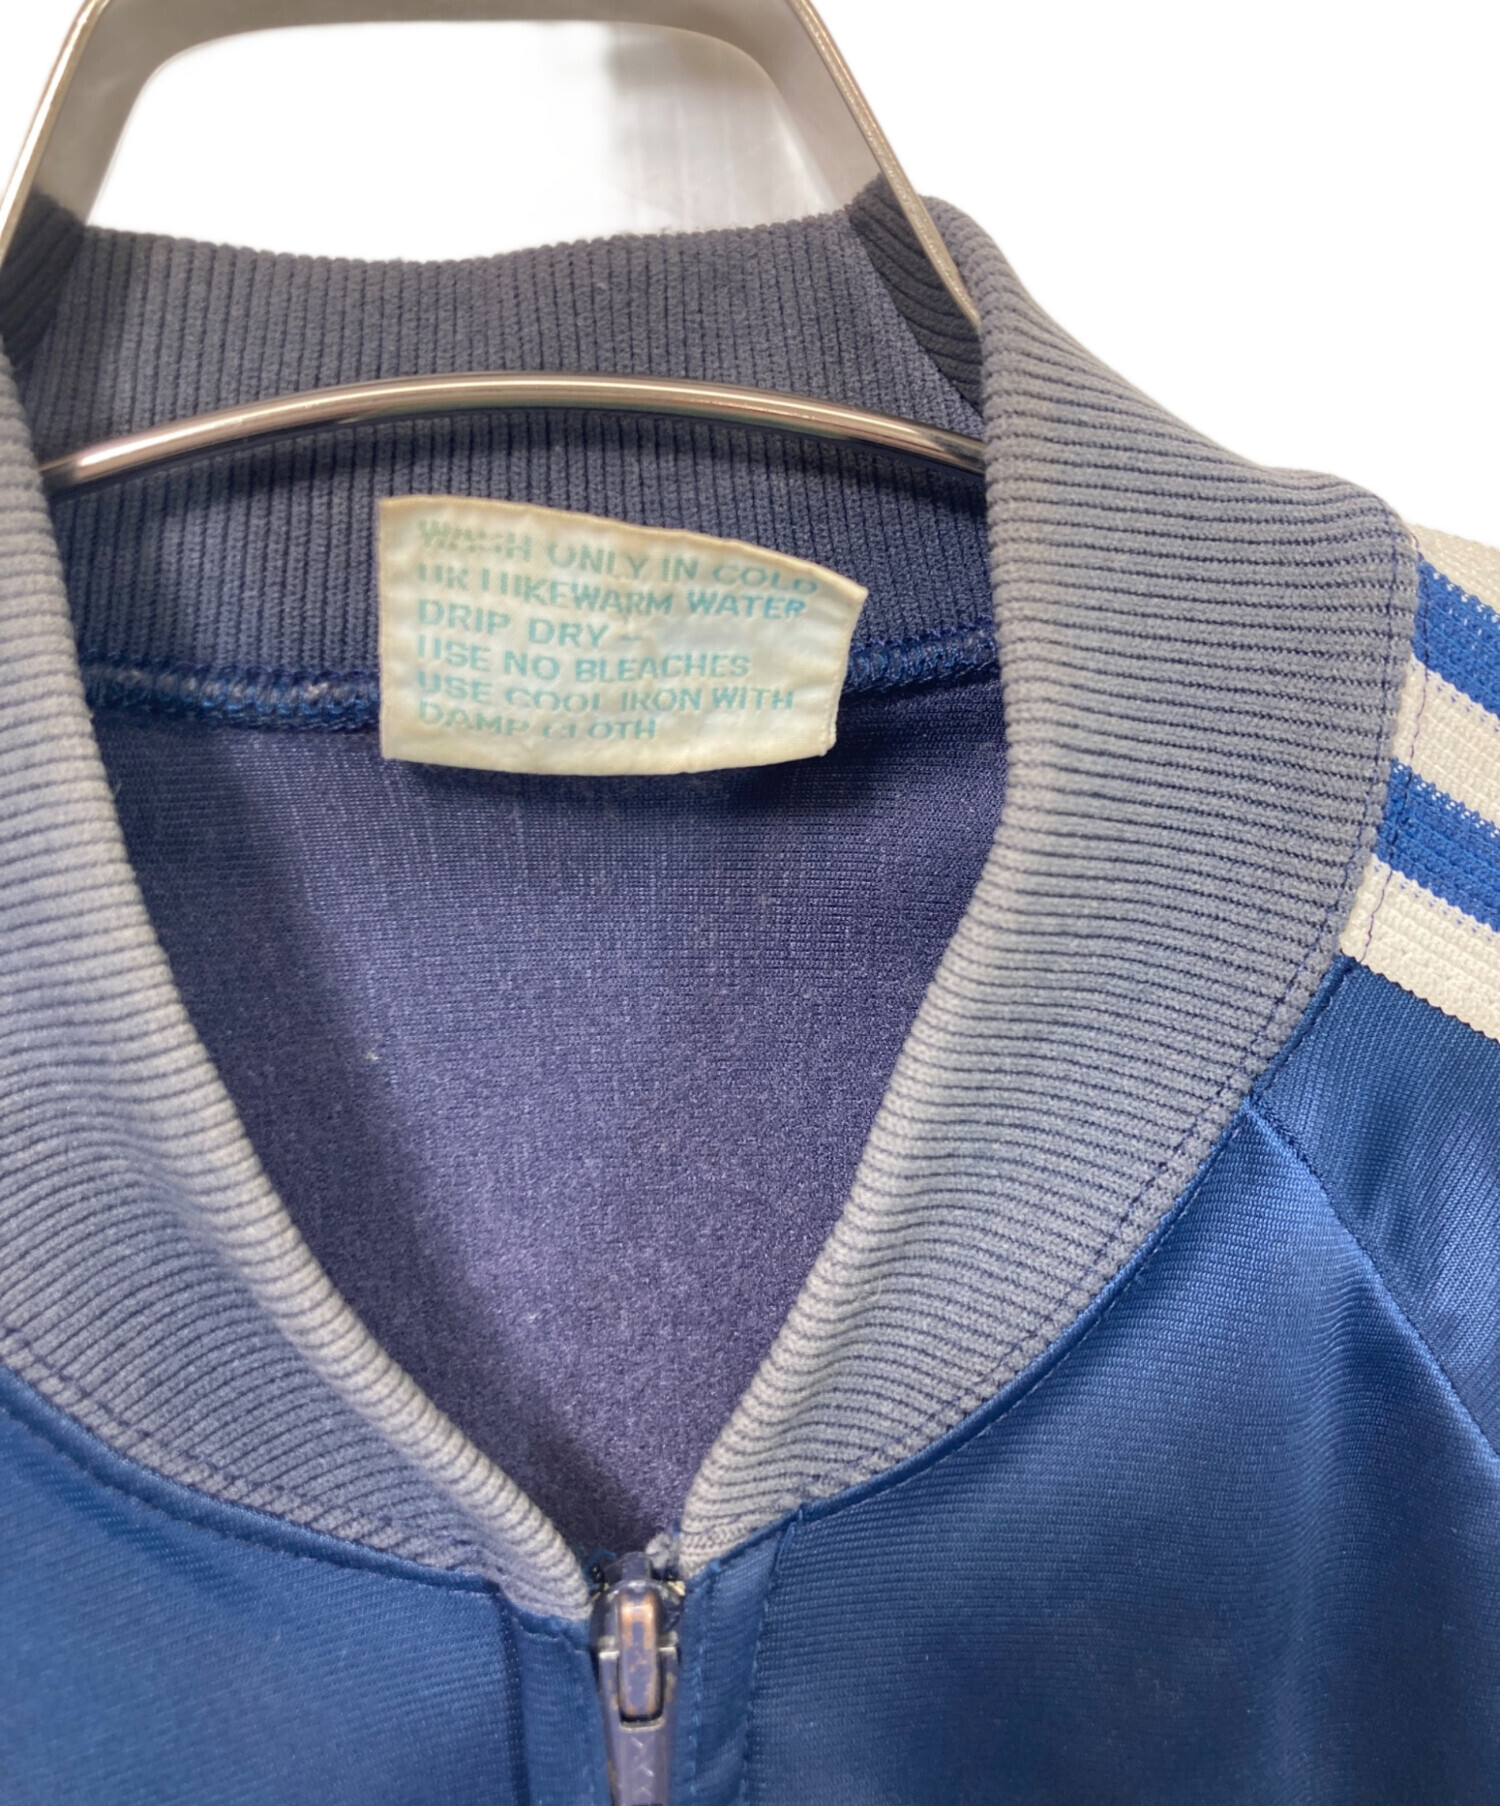 WASH ONLY IN COLD
OR LUKEWARM WATER
DRIP DRY –
USE NO BLEACHES
USE COOL IRON WITH
DAMP CLOTH